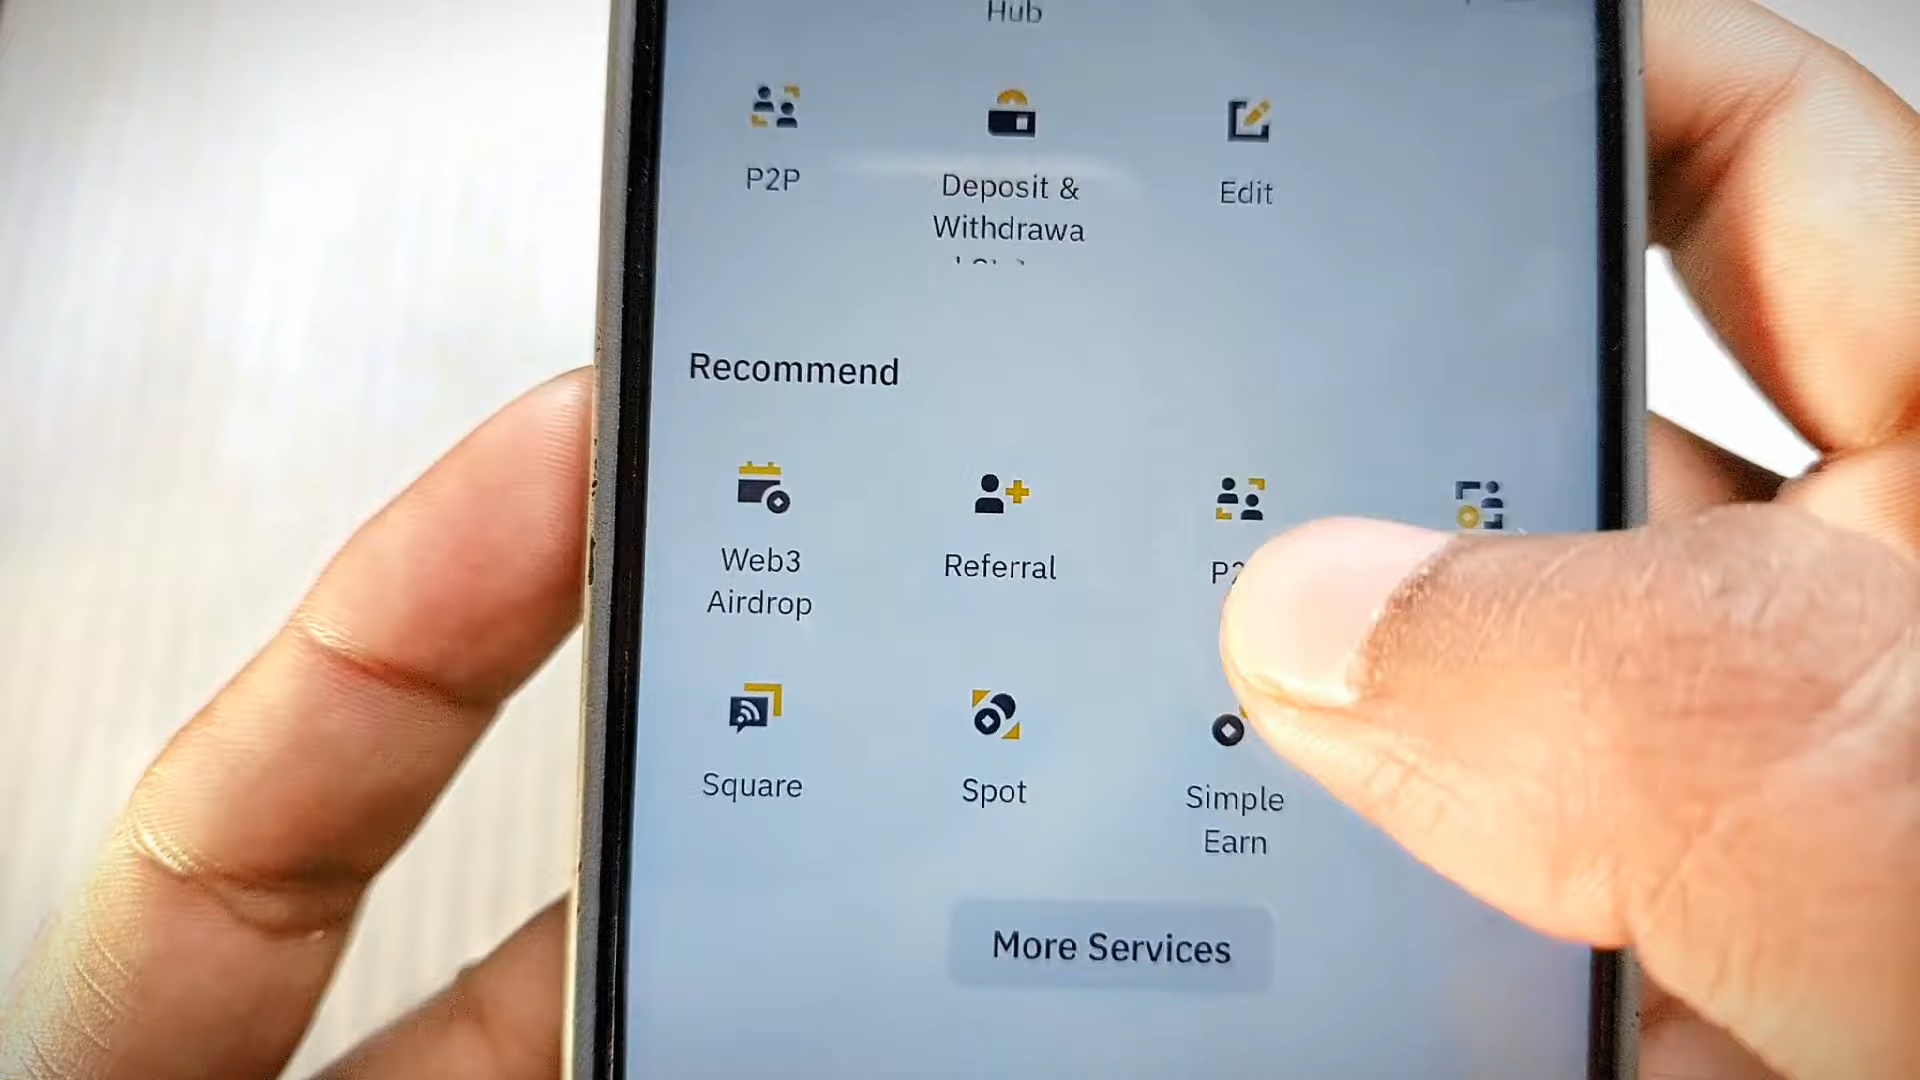 Hub
P2P
Deposit &
Withdrawa
Edit
Recommend
Web3
Airdrop
Referral
Square
Spot
Simple
Earn
More Services